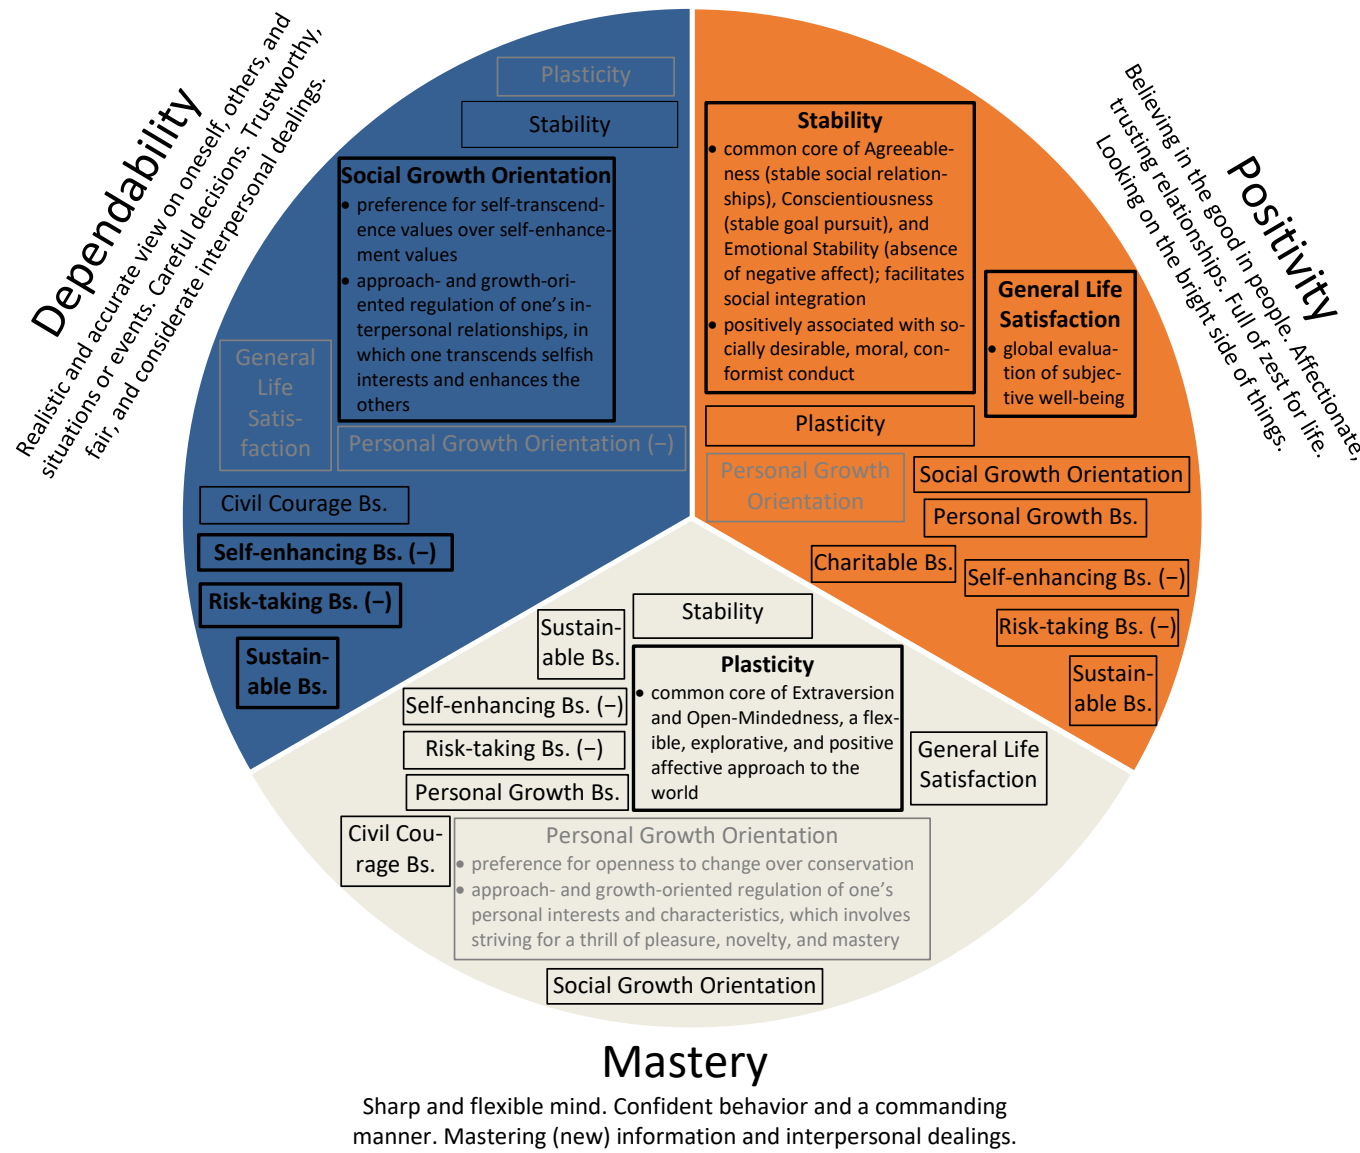 Dependability
Realistic and accurate view on oneself, others, and
situations or events. Careful decisions. Trustworthy,
fair, and considerate interpersonal dealings.
Plasticity
Stability
Social Growth Orientation
• preference for self-transcend-
ence values over self-enhance-
ment values
• approach- and growth-ori-
ented regulation of one’s in-
terpersonal relationships, in
which one transcends selfish
interests and enhances the
others
General
Life
Satis-
faction
Personal Growth Orientation (−)
Civil Courage Bs.
Self-enhancing Bs. (−)
Risk-taking Bs. (−)
Sustain-
able Bs.
Positivity
Believing in the good in people. Affectionate,
trusting relationships. Full of zest for life.
Looking on the bright side of things.
Stability
• common core of Agreeable-
ness (stable social relation-
ships), Conscientiousness
(stable goal pursuit), and
Emotional Stability (absence
of negative affect); facilitates
social integration
• positively associated with so-
cially desirable, moral, con-
formist conduct
General Life
Satisfaction
• global evalua-
tion of subjec-
tive well-being
Plasticity
Personal Growth
Orientation
Social Growth Orientation
Personal Growth Bs.
Charitable Bs.
Self-enhancing Bs. (−)
Risk-taking Bs. (−)
Sustain-
able Bs.
Stability
Sustain-
able Bs.
Plasticity
• common core of Extraversion
and Open-Mindedness, a flex-
ible, explorative, and positive
affective approach to the
world
Self-enhancing Bs. (−)
Risk-taking Bs. (−)
Personal Growth Bs.
General Life
Satisfaction
Civil Cou-
rage Bs.
Personal Growth Orientation
• preference for openness to change over conservation
• approach- and growth-oriented regulation of one’s
personal interests and characteristics, which involves
striving for a thrill of pleasure, novelty, and mastery
Social Growth Orientation
Mastery
Sharp and flexible mind. Confident behavior and a commanding
manner. Mastering (new) information and interpersonal dealings.